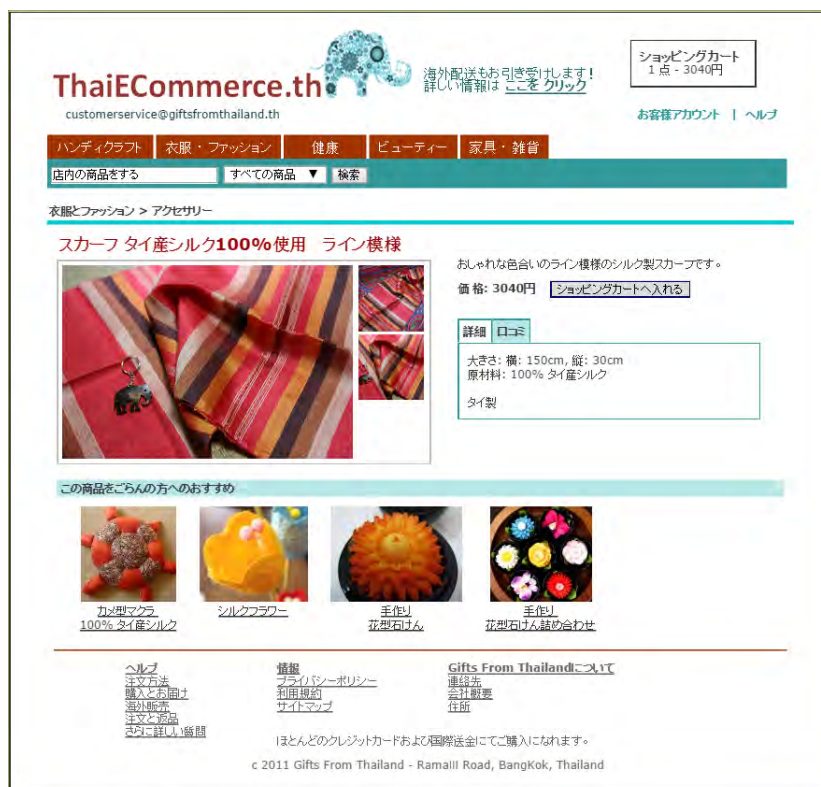 ThaiECommerce.th
customerservice@giftsfromthailand.th
海外配送もお引き受けします！
詳しい情報は ここを クリック
ショッピングカート
1 点 - 3040円
お客様アカウント | ヘルプ
ハンディクラフト 衣服・ファッション 健康 ビューティー 家具・雑貨
店内の商品をする すべての商品 ▼ 検索
衣服とファッション > アクセサリー
スカーフ タイ産シルク100%使用 ライン模様
おしゃれな色合いのライン模様のシルク製スカーフです。
価格: 3040円 ショッピングカートへ入れる
詳細 口コミ
大きさ: 横: 150cm, 縦: 30cm
原材料: 100% タイ産シルク
タイ製
この商品をごらんの方へのおすすめ
カメ型マクラ
100% タイ産シルク
シルクフラワー
手作り
花型石けん
手作り
花型石けん詰め合わせ
ヘルプ
注文方法
購入とお届け
海外販売
注文と返品
さらに詳しい質問
情報
プライバシーポリシー
利用規約
サイトマップ
Gifts From Thailandについて
連絡先
会社概要
住所
ほとんどのクレジットカードおよび国際送金にてご購入になれます。
c 2011 Gifts From Thailand - RamaIII Road, BangKok, Thailand